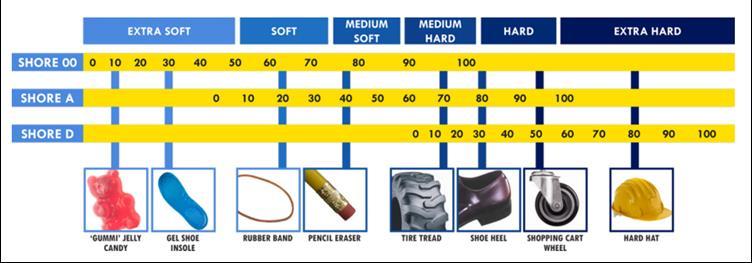 EXTRA SOFT
SOFT
MEDIUM
SOFT
MEDIUM
HARD
HARD
EXTRA HARD
SHORE 00 0 10 20 30 40 50 60 70 80 90 100
SHORE A 0 10 20 30 40 50 60 70 80 90 100
SHORE D 0 10 20 30 40 50 60 70 80 90 100
'GUMMI' JELLY
CANDY
GEL SHOE
INSOLE
RUBBER BAND
PENCIL ERASER
TIRE TREAD
SHOE HEEL
SHOPPING CART
WHEEL
HARD HAT